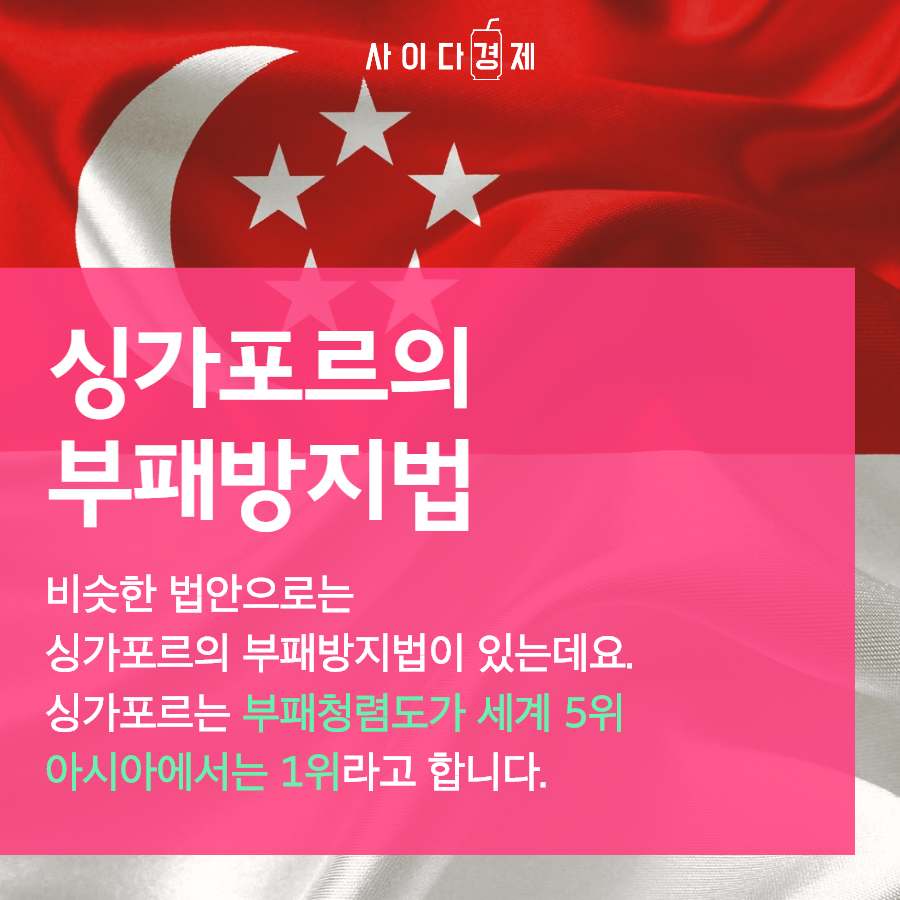 사이다경제
싱가포르의
부패방지법
비슷한 법안으로는
싱가포르의 부패방지법이 있는데요.
싱가포르는 부패청렴도가 세계 5위
아시아에서는 1위라고 합니다.